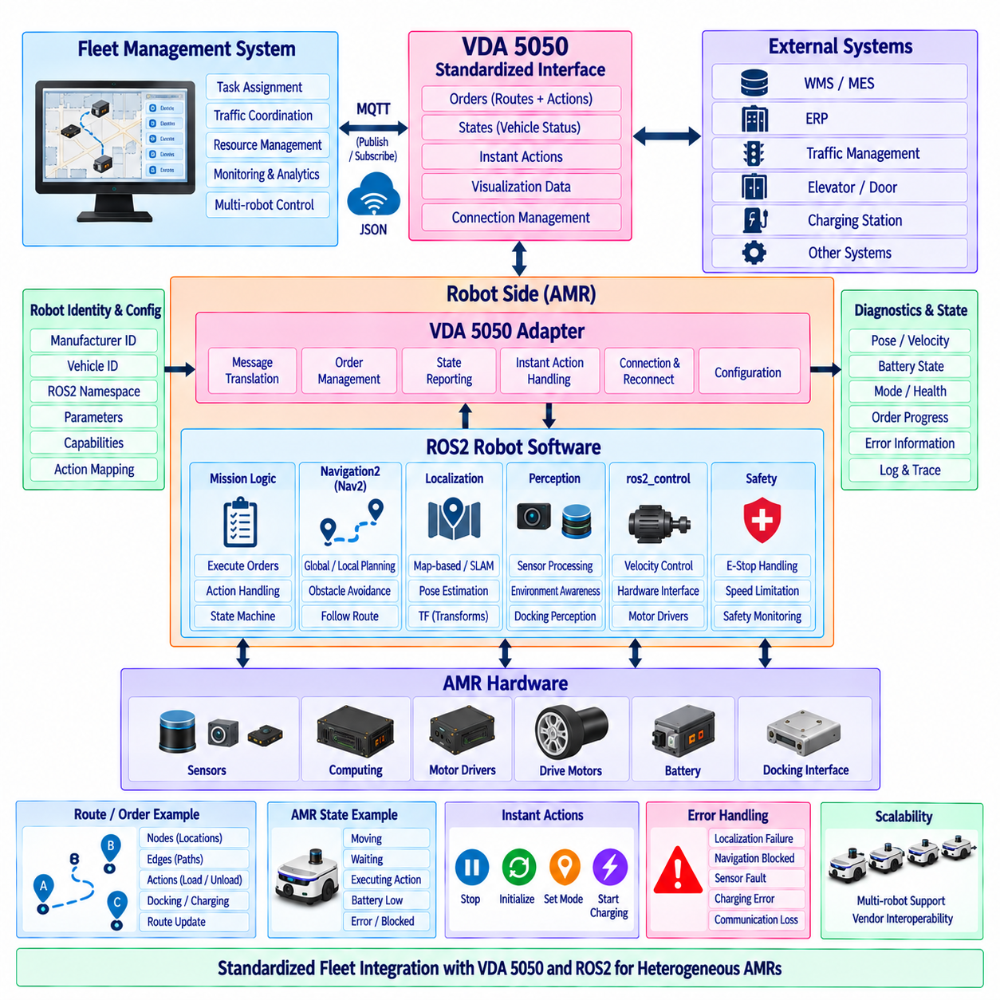 Fleet Management System
Task Assignment
Traffic Coordination
Resource Management
Monitoring & Analytics
Multi-robot Control
MQTT
(Publish
/ Subscribe)
JSON
VDA 5050
Standardized Interface
Orders (Routes + Actions)
States (Vehicle Status)
Instant Actions
Visualization Data
Connection Management
External Systems
WMS / MES
ERP
Traffic Management
Elevator / Door
Charging Station
Other Systems
Robot Identity & Config
Manufacturer ID
Vehicle ID
ROS2 Namespace
Parameters
Capabilities
Action Mapping
Robot Side (AMR)
VDA 5050 Adapter
Message
Translation
Order
Management
State
Reporting
Instant Action
Handling
Connection &
Reconnect
Configuration
Diagnostics & State
Pose / Velocity
Battery State
Mode / Health
Order Progress
Error Information
Log & Trace
ROS2 Robot Software
Mission Logic
Execute Orders
Action Handling
State Machine
Navigation2
(Nav2)
Global / Local Planning
Obstacle Avoidance
Follow Route
Localization
Map-based / SLAM
Pose Estimation
TF (Transforms)
Perception
Sensor Processing
Environment Awareness
Docking Perception
ros2_control
Velocity Control
Hardware Interface
Motor Drivers
Safety
E-Stop Handling
Speed Limitation
Safety Monitoring
AMR Hardware
Sensors
Computing
Motor Drivers
Drive Motors
Battery
Docking Interface
Route / Order Example
A
B
C
Nodes (Locations)
Edges (Paths)
Actions (Load / Unload)
Docking / Charging
Route Update
AMR State Example
Moving
Waiting
Executing Action
Battery Low
Error / Blocked
Instant Actions
Stop
Initialize
Set Mode
Start
Charging
Error Handling
Localization Failure
Navigation Blocked
Sensor Fault
Charging Error
Communication Loss
Scalability
Multi-robot Support
Vendor Interoperability
Standardized Fleet Integration with VDA 5050 and ROS2 for Heterogeneous AMRs